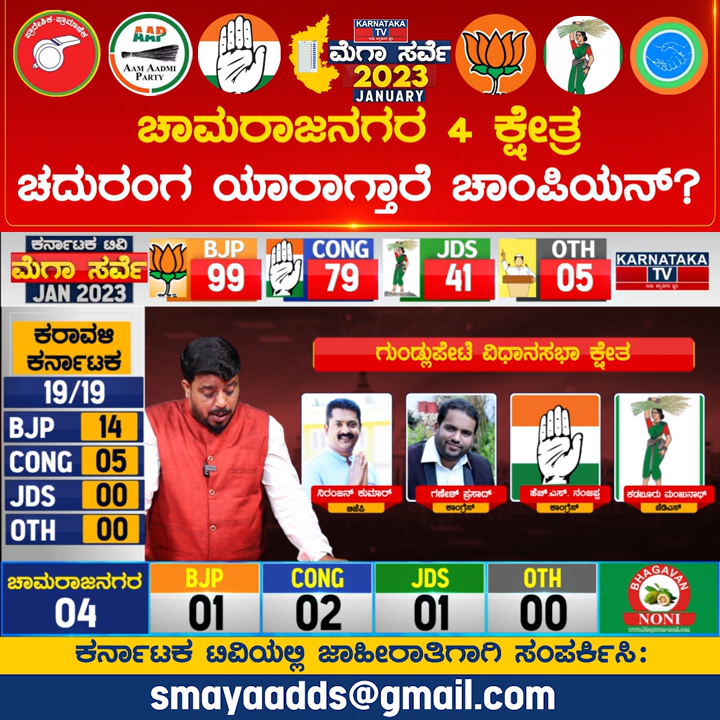 ಪ್ರಾದೇಶಿಕ-ಪ್ರಾಮಾಣಿಕ
AAP
AAM AADMI
PARTY
KARNATAKA
TV
ಮೆಗಾ ಸರ್ವೆ
2023
JANUARY
ಚಾಮರಾಜನಗರ 4 ಕ್ಷೇತ್ರ
ಚದುರಂಗ ಯಾರಾಗ್ತಾರೆ ಚಾಂಪಿಯನ್?
ಕರ್ನಾಟಕ ಟಿವಿ
ಮೆಗಾ ಸರ್ವೆ
JAN 2023
BJP
99
CONG
79
JDS
41
OTH
05
KARNATAKA
TV
ಕರಾವಳಿ
ಕರ್ನಾಟಕ
19/19
BJP 14
CONG 05
JDS 00
OTH 00
ಗುಂಡ್ಲುಪೇಟೆ ವಿಧಾನಸಭಾ ಕ್ಷೇತ್ರ
ನಿರಂಜನ್ ಕುಮಾರ್
ಬಿಜೆಪಿ
ಗಣೇಶ್ ಪ್ರಸಾದ್
ಕಾಂಗ್ರೆಸ್
ಹೆಚ್.ಎಸ್. ನಂಜಪ್ಪ
ಕಾಂಗ್ರೆಸ್
ಕಡಬೂರು ಮಂಜುನಾಥ್
ಜೆಡಿಎಸ್
ಚಾಮರಾಜನಗರ
04
BJP
01
CONG
02
JDS
01
OTH
00
BHAGAVAN
NONI
ಕರ್ನಾಟಕ ಟಿವಿಯಲ್ಲಿ ಜಾಹೀರಾತಿಗಾಗಿ ಸಂಪರ್ಕಿಸಿ:
smayaadds@gmail.com